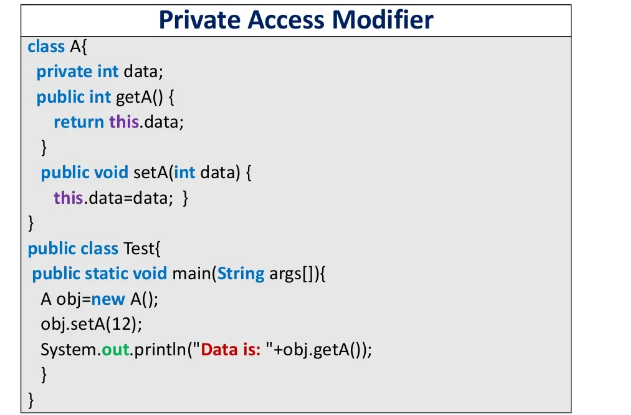 Private Access Modifier
class A{
private int data;
public int getA() {
return this.data;
}
public void setA(int data) {
this.data=data; }
}
public class Test{
public static void main(String args[]){
A obj=new A();
obj.setA(12);
System.out.println("Data is: "+obj.getA());
}
}